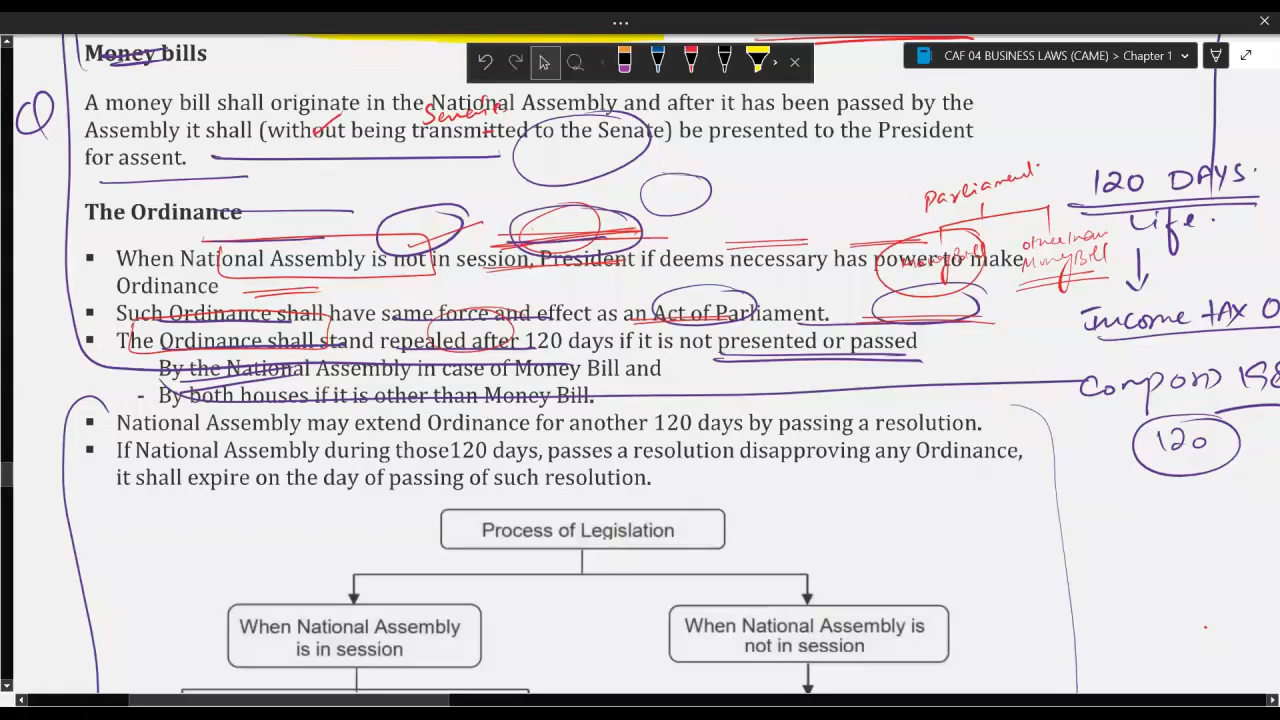 CAF 04 BUSINESS LAWS (CAME) > Chapter 1
Money bills
A money bill shall originate in the National Assembly and after it has been passed by the
Senate
Assembly it shall (without being transmitted to the Senate) be presented to the President
for assent.
Parliament
120 DAYS.
Life.
The Ordinance
Money Bill
other than
Money Bill
▪ When National Assembly is not in session, President if deems necessary has power to make
Ordinance
▪ Such Ordinance shall have same force and effect as an Act of Parliament.
Income TAX O
▪ The Ordinance shall stand repealed after 120 days if it is not presented or passed
By the National Assembly in case of Money Bill and
- By both houses if it is other than Money Bill.
120
▪ National Assembly may extend Ordinance for another 120 days by passing a resolution.
▪ If National Assembly during those120 days, passes a resolution disapproving any Ordinance,
it shall expire on the day of passing of such resolution.
Process of Legislation
When National Assembly
is in session
When National Assembly is
not in session